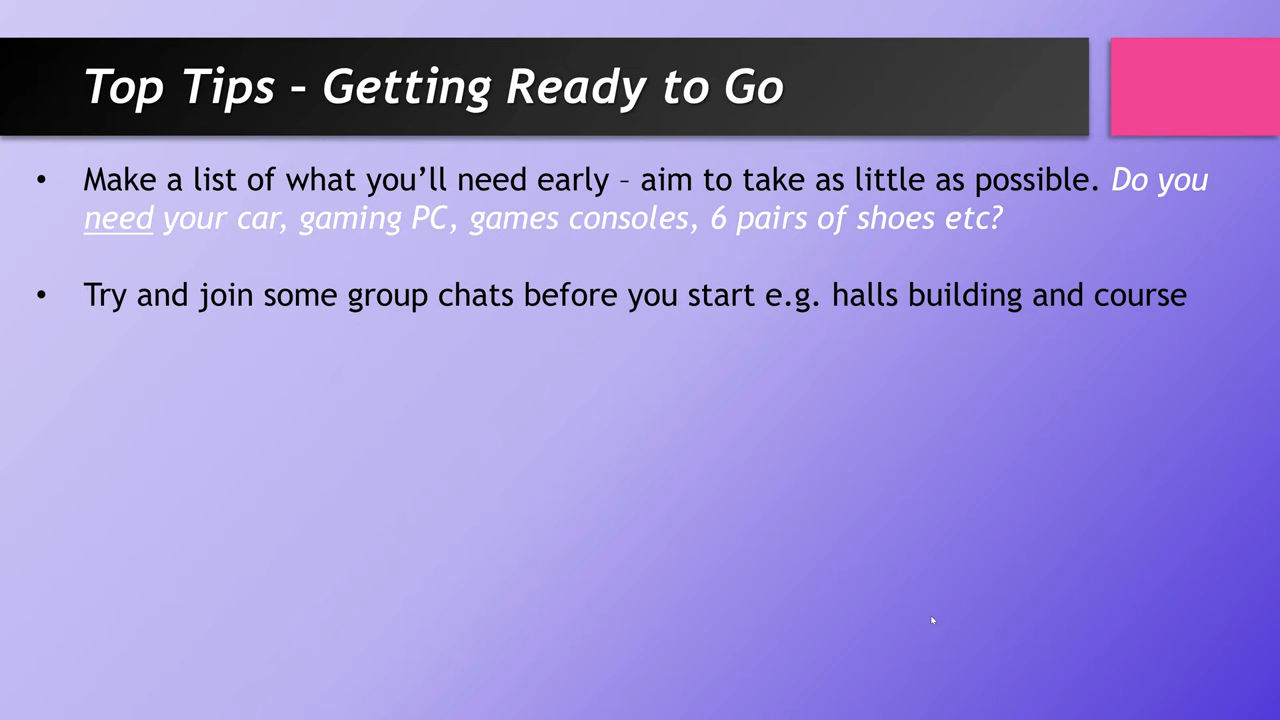 Top Tips – Getting Ready to Go
• Make a list of what you’ll need early – aim to take as little as possible. Do you
need your car, gaming PC, games consoles, 6 pairs of shoes etc?
• Try and join some group chats before you start e.g. halls building and course